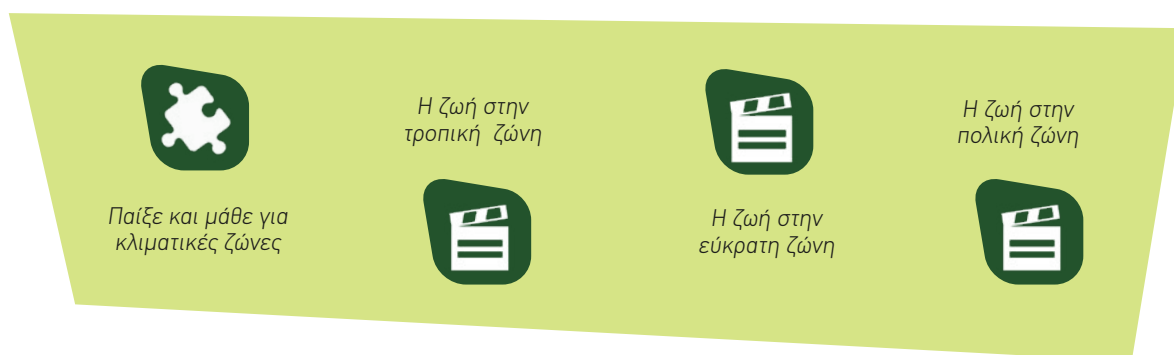 Παίξε και μάθε για
κλιματικές ζώνες
Η ζωή στην
τροπική ζώνη
Η ζωή στην
εύκρατη ζώνη
Η ζωή στην
πολική ζώνη